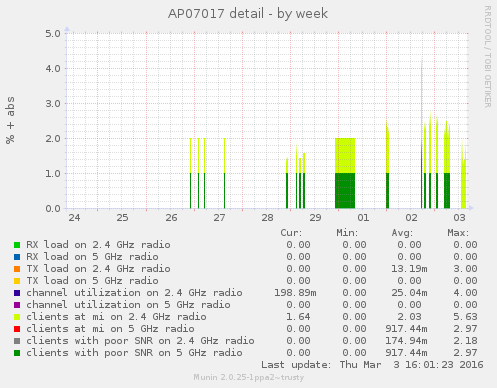 AP07017 detail - by week
RRDTOOL / TOBI OETIKER
% + abs
5.0
4.0
3.0
2.0
1.0
0.0
24 25 26 27 28 29 01 02 03
Cur: Min: Avg: Max:
RX load on 2.4 GHz radio 0.00 0.00 0.00 0.00
RX load on 5 GHz radio 0.00 0.00 0.00 0.00
TX load on 2.4 GHz radio 0.00 0.00 13.19m 3.00
TX load on 5 GHz radio 0.00 0.00 0.00 0.00
channel utilization on 2.4 GHz radio 198.89m 0.00 25.04m 4.00
channel utilization on 5 GHz radio 0.00 0.00 0.00 0.00
clients at mi on 2.4 GHz radio 1.64 0.00 2.03 5.63
clients at mi on 5 GHz radio 0.00 0.00 917.44m 2.97
clients with poor SNR on 2.4 GHz radio 0.00 0.00 174.94m 2.18
clients with poor SNR on 5 GHz radio 0.00 0.00 917.44m 2.97
Last update: Thu Mar 3 16:01:23 2016
Munin 2.0.25-1ppa2~trusty